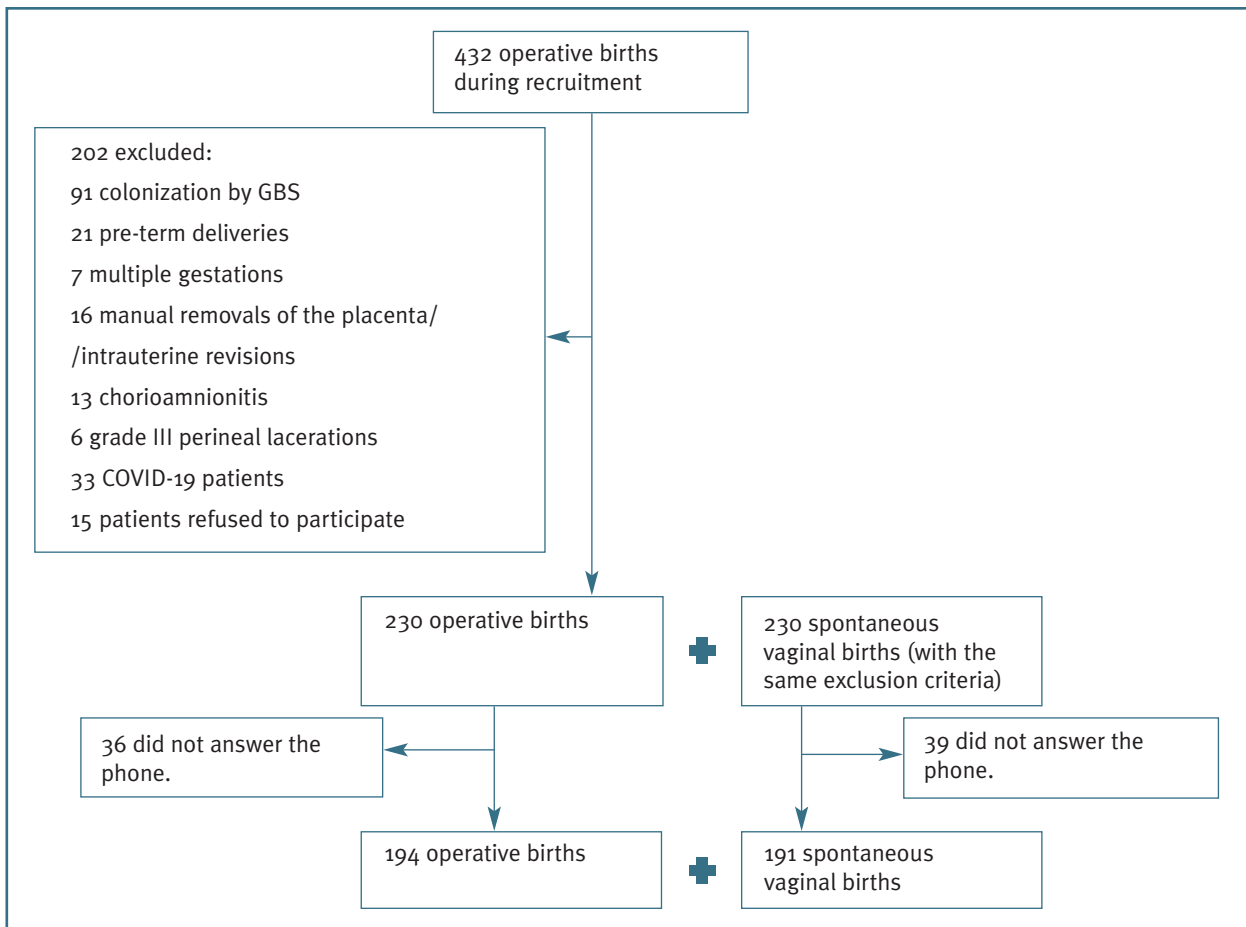 432 operative births
during recruitment
202 excluded:
91 colonization by GBS
21 pre-term deliveries
7 multiple gestations
16 manual removals of the placenta/
/intrauterine revisions
13 chorioamnionitis
6 grade III perineal lacerations
33 COVID-19 patients
15 patients refused to participate
230 operative births
230 spontaneous
vaginal births (with the
same exclusion criteria)
36 did not answer the
phone.
39 did not answer the
phone.
194 operative births
191 spontaneous
vaginal births